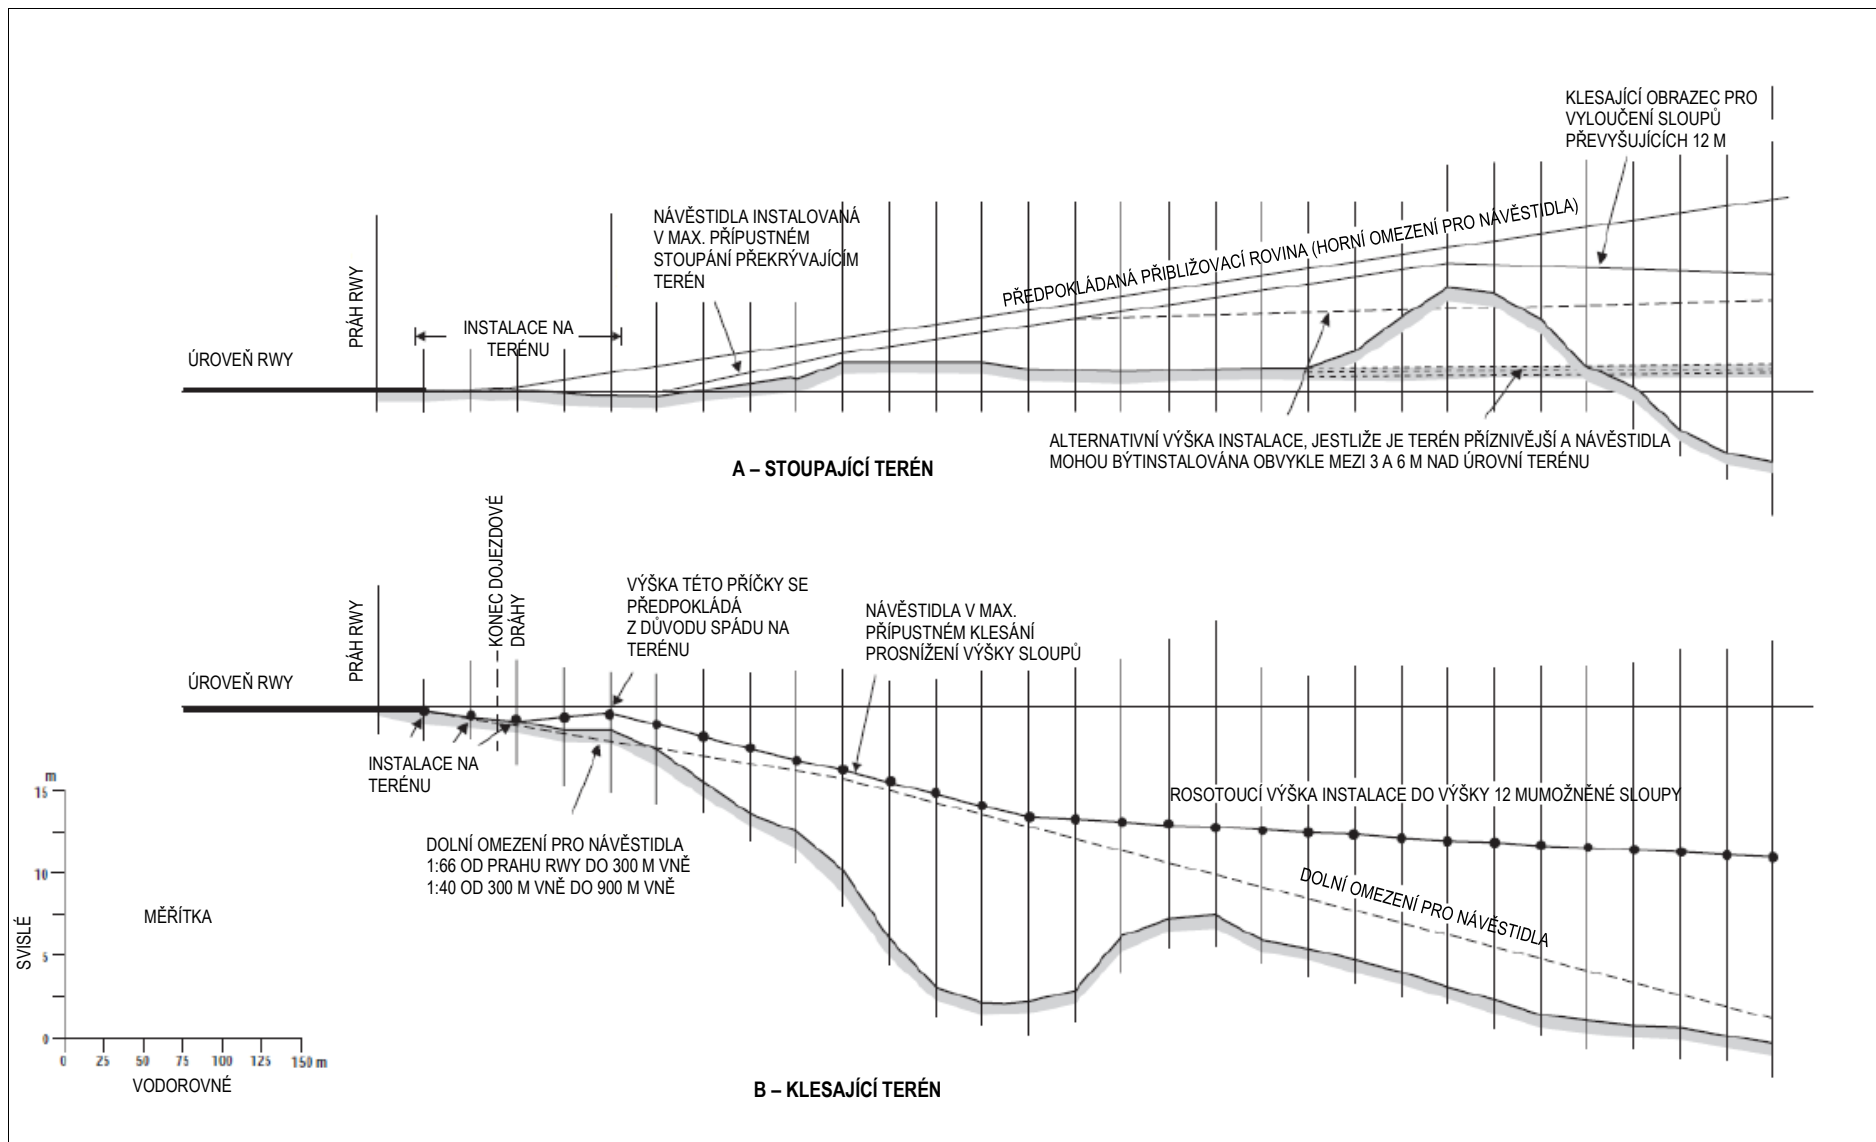 KLESAJÍCÍ OBRAZEC PRO
VYLOUČENÍ SLOUPŮ
PŘEVYŠUJÍCÍCH 12 M
NÁVĚSTIDLA INSTALOVANÁ
V MAX. PŘÍPUSTNÉM
STOUPÁNÍ PŘEKRÝVAJÍCÍM
TERÉN
PŘEDPOKLÁDANÁ PŘIBLIŽOVACÍ ROVINA (HORNÍ OMEZENÍ PRO NÁVĚSTIDLA)
PRÁH RWY
INSTALACE NA
TERÉNU
ÚROVEŇ RWY
ALTERNATIVNÍ VÝŠKA INSTALACE, JESTLIŽE JE TERÉN PŘÍZNIVĚJŠÍ A NÁVĚSTIDLA
MOHOU BÝTINSTALOVÁNA OBVYKLE MEZI 3 A 6 M NAD ÚROVNÍ TERÉNU
A – STOUPAJÍCÍ TERÉN
KONEC DOJEZDOVÉ
DRÁHY
VÝŠKA TÉTO PŘÍČKY SE
PŘEDPOKLÁDÁ
Z DŮVODU SPÁDU NA
TERÉNU
NÁVĚSTIDLA V MAX.
PŘÍPUSTNÉM KLESÁNÍ
PROSNÍŽENÍ VÝŠKY SLOUPŮ
PRÁH RWY
ÚROVEŇ RWY
INSTALACE NA
TERÉNU
ROSOTOUCÍ VÝŠKA INSTALACE DO VÝŠKY 12 MUMOŽNĚNÉ SLOUPY
DOLNÍ OMEZENÍ PRO NÁVĚSTIDLA
1:66 OD PRAHU RWY DO 300 M VNĚ
1:40 OD 300 M VNĚ DO 900 M VNĚ
DOLNÍ OMEZENÍ PRO NÁVĚSTIDLA
m
15
10
5
0
SVISLÉ
MĚŘÍTKA
0 25 50 75 100 125 150 m
VODOROVNÉ
B – KLESAJÍCÍ TERÉN